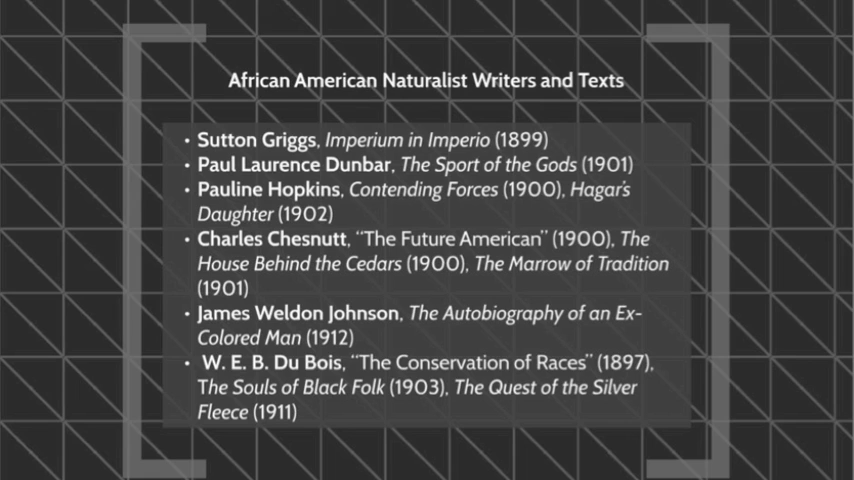 African American Naturalist Writers and Texts
• Sutton Griggs, Imperium in Imperio (1899)
• Paul Laurence Dunbar, The Sport of the Gods (1901)
• Pauline Hopkins, Contending Forces (1900), Hagar's
Daughter (1902)
• Charles Chesnutt, “The Future American” (1900), The
House Behind the Cedars (1900), The Marrow of Tradition
(1901)
• James Weldon Johnson, The Autobiography of an Ex-
Colored Man (1912)
• W. E. B. Du Bois, “The Conservation of Races” (1897),
The Souls of Black Folk (1903), The Quest of the Silver
Fleece (1911)